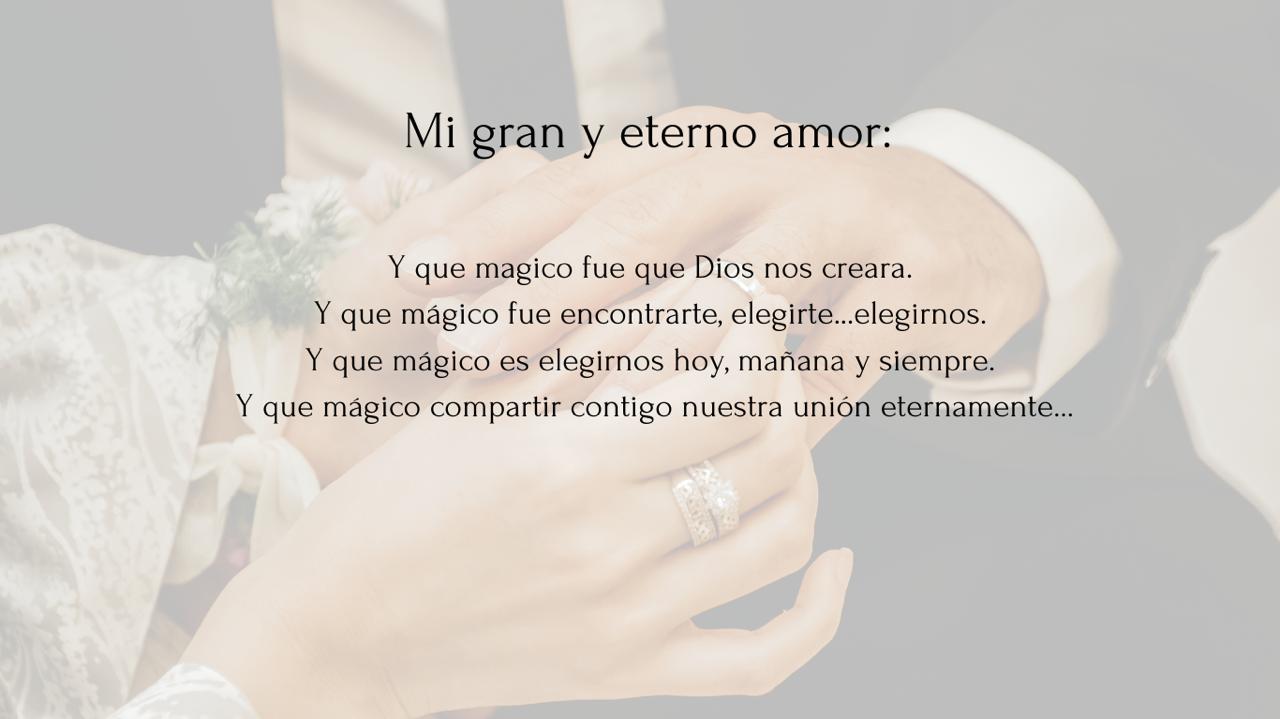 Mi gran y eterno amor:
Y que magico fue que Dios nos creara.
Y que mágico fue encontrarte, elegirte...elegirnos.
Y que mágico es elegirnos hoy, mañana y siempre.
Y que mágico compartir contigo nuestra unión eternamente...